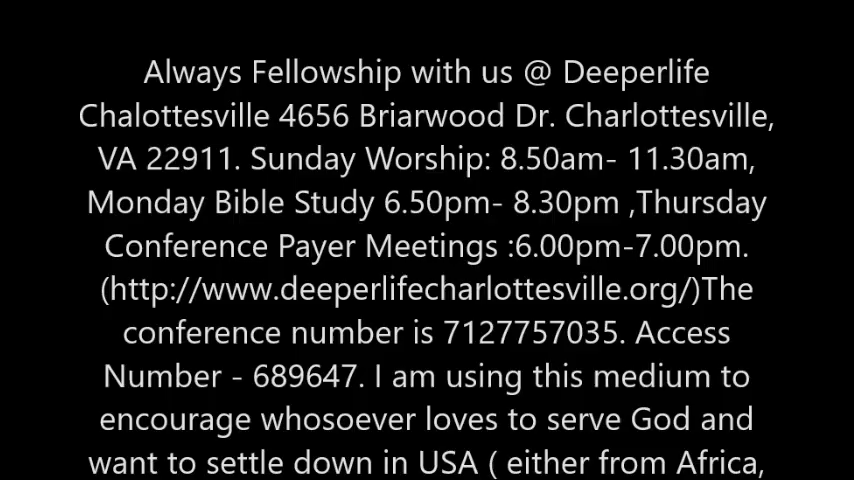 Always Fellowship with us @ Deeperlife
Chalottesville 4656 Briarwood Dr. Charlottesville,
VA 22911. Sunday Worship: 8.50am- 11.30am,
Monday Bible Study 6.50pm- 8.30pm ,Thursday
Conference Payer Meetings :6.00pm-7.00pm.
(http://www.deeperlifecharlottesville.org/)The
conference number is 7127757035. Access
Number - 689647. I am using this medium to
encourage whosoever loves to serve God and
want to settle down in USA ( either from Africa,